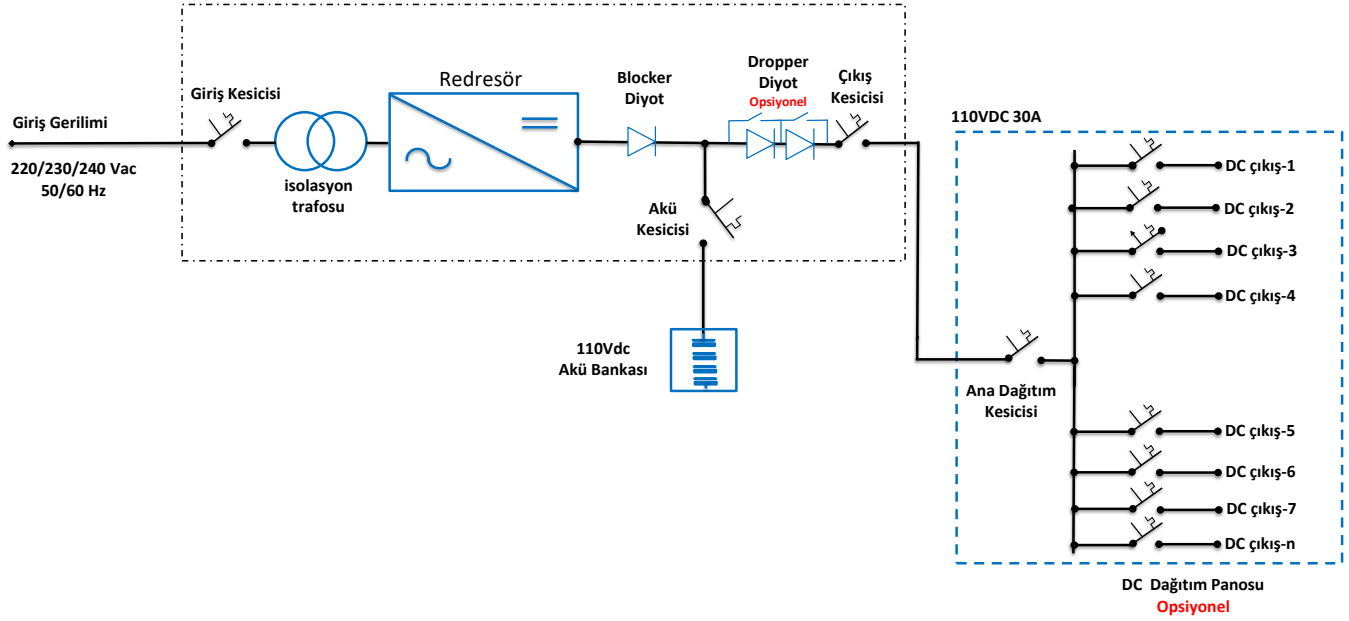 Giriş Gerilimi
220/230/240 Vac
50/60 Hz
Giriş Kesicisi
isolasyon
trafosu
Redresör
Blocker
Diyot
Dropper
Diyot
Opsiyonel
Çıkış
Kesicisi
Akü
Kesicisi
110Vdc
Akü Bankası
110VDC 30A
DC çıkış-1
DC çıkış-2
DC çıkış-3
DC çıkış-4
Ana Dağıtım
Kesicisi
DC çıkış-5
DC çıkış-6
DC çıkış-7
DC çıkış-n
DC Dağıtım Panosu
Opsiyonel